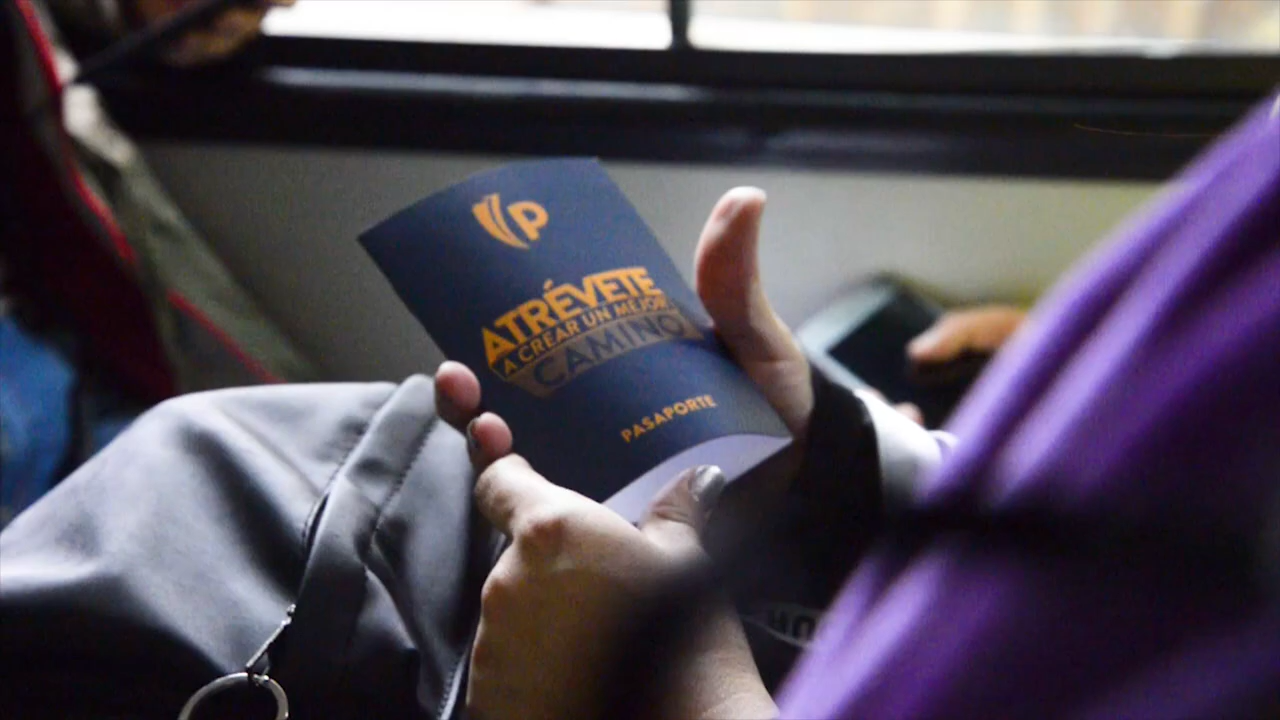 P
ATRÉVETE
A CREAR UN MEJOR
CAMINO
PASAPORTE